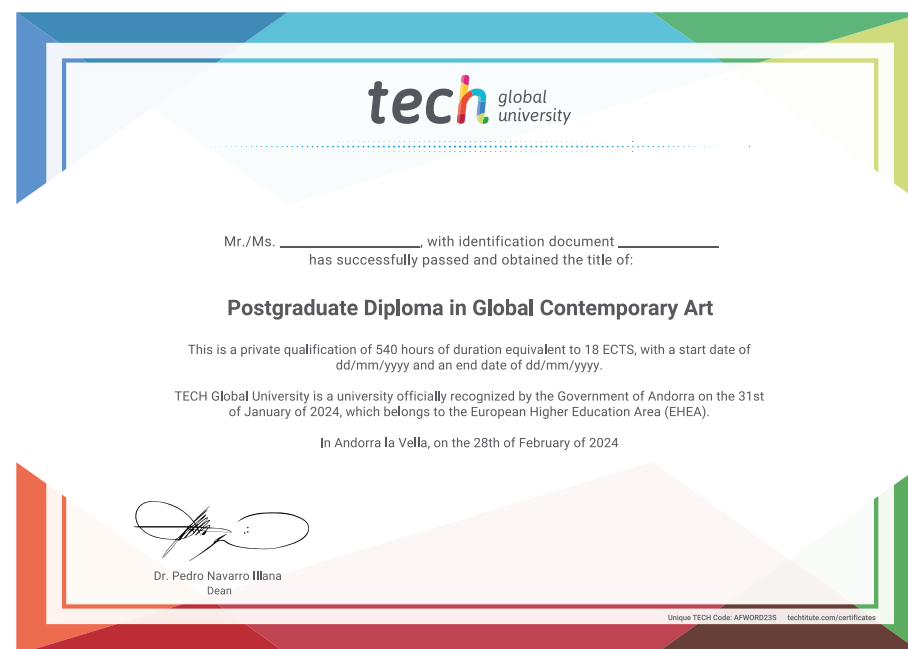 tech global
university
Mr./Ms. ____________________, with identification document ______________
has successfully passed and obtained the title of:
Postgraduate Diploma in Global Contemporary Art
This is a private qualification of 540 hours of duration equivalent to 18 ECTS, with a start date of
dd/mm/yyyy and an end date of dd/mm/yyyy.
TECH Global University is a university officially recognized by the Government of Andorra on the 31st
of January of 2024, which belongs to the European Higher Education Area (EHEA).
In Andorra la Vella, on the 28th of February of 2024
Dr. Pedro Navarro Illana
Dean
Unique TECH Code: AFWORD23S techtitute.com/certificates